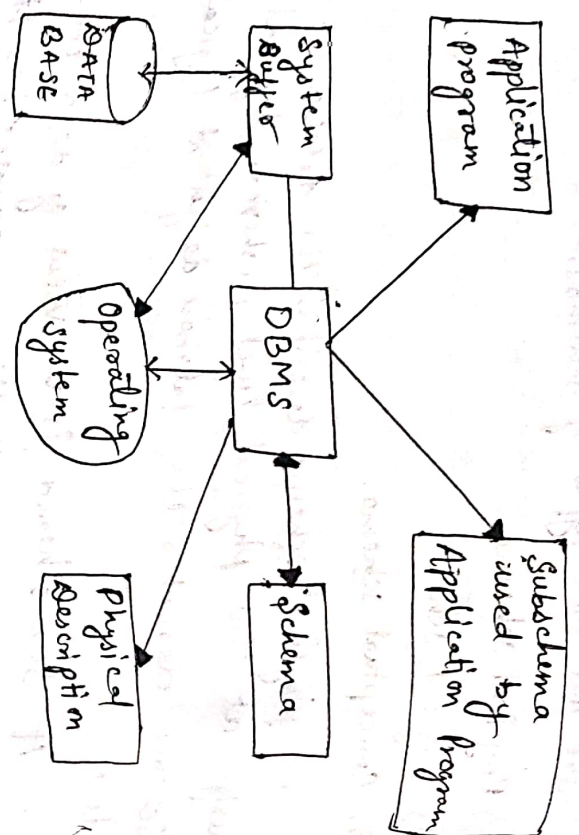 Application
Program
Subschema
used by
Application Program
System
Buffer
DBMS
Schema
DATA
BASE
Operating
System
Physical
Description